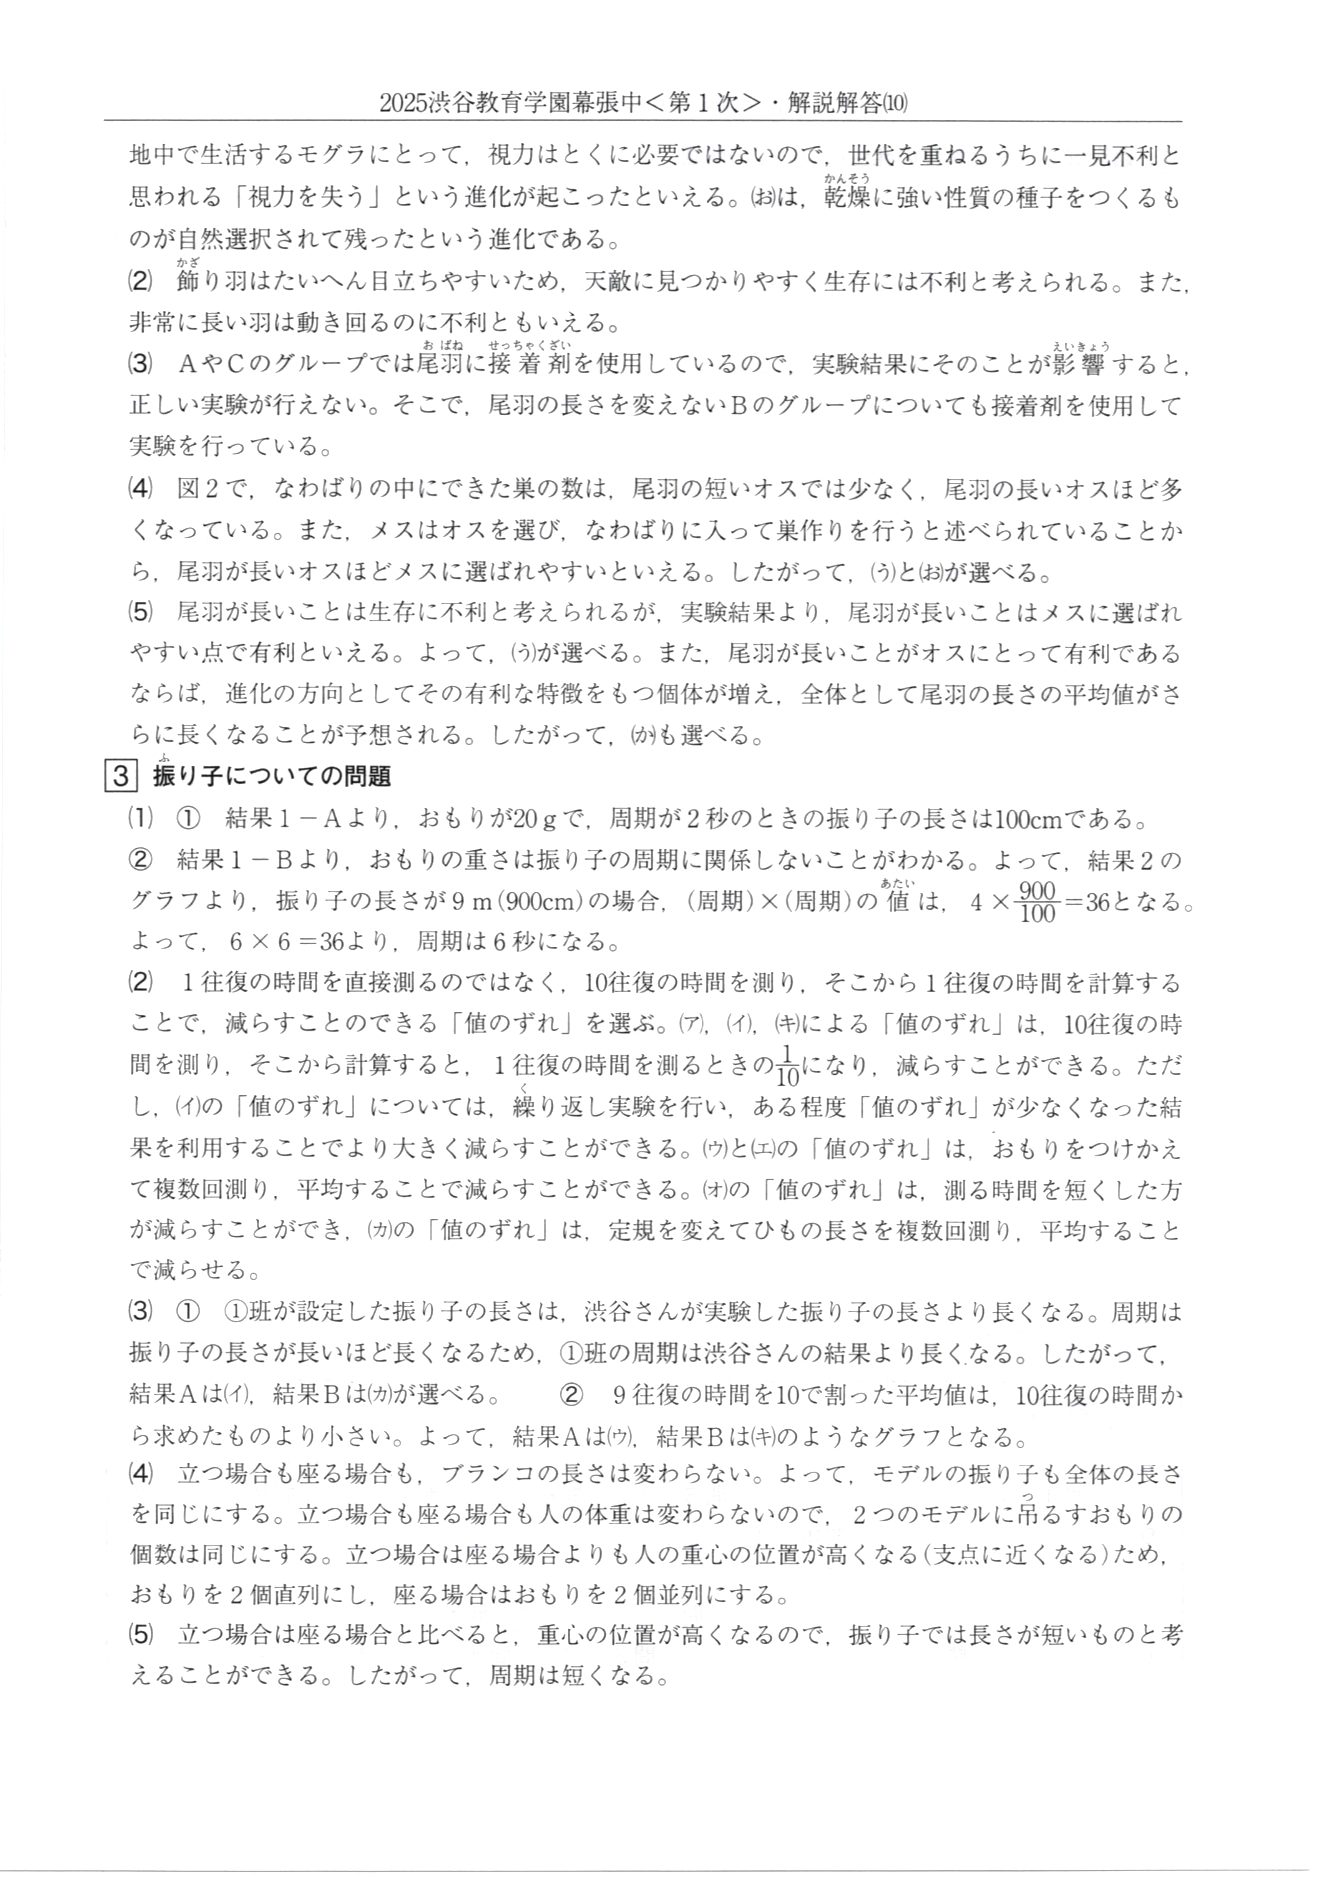 2025渋谷教育学園幕張中＜第１次＞・解説解答⑽
地中で生活するモグラにとって，視力はとくに必要ではないので，世代を重ねるうちに一見不利と
思われる「視力を失う」という進化が起こったといえる。(お)は，乾燥に強い性質の種子をつくるも
のが自然選択されて残ったという進化である。
⑵　飾り羽はたいへん目立ちやすいため，天敵に見つかりやすく生存には不利と考えられる。また，
非常に長い羽は動き回るのに不利ともいえる。
⑶　ＡやＣのグループでは尾羽に接着剤を使用しているので，実験結果にそのことが影響すると，
正しい実験が行えない。そこで，尾羽の長さを変えないＢのグループについても接着剤を使用して
実験を行っている。
⑷　図２で，なわばりの中にできた巣の数は，尾羽の短いオスでは少なく，尾羽の長いオスほど多
くなっている。また，メスはオスを選び，なわばりに入って巣作りを行うと述べられていることか
ら，尾羽が長いオスほどメスに選ばれやすいといえる。したがって，(う)と(お)が選べる。
⑸　尾羽が長いことは生存に不利と考えられるが，実験結果より，尾羽が長いことはメスに選ばれ
やすい点で有利といえる。よって，(う)が選べる。また，尾羽が長いことがオスにとって有利である
ならば，進化の方向としてその有利な特徴をもつ個体が増え，全体として尾羽の長さの平均値がさ
らに長くなることが予想される。したがって，(か)も選べる。
３ 振り子についての問題
⑴　①　結果１－Ａより，おもりが20ｇで，周期が２秒のときの振り子の長さは100cmである。
②　結果１－Ｂより，おもりの重さは振り子の周期に関係しないことがわかる。よって，結果２の
グラフより，振り子の長さが９ｍ(900cm)の場合，(周期)×(周期)の値は，４×900/100＝36となる。
よって，６×６＝36より，周期は６秒になる。
⑵　１往復の時間を直接測るのではなく，10往復の時間を測り，そこから１往復の時間を計算する
ことで，減らすことのできる「値のずれ」を選ぶ。(ア)，(イ)，(キ)による「値のずれ」は，10往復の時
間を測り，そこから計算すると，１往復の時間を測るときの1/10になり，減らすことができる。ただ
し，(イ)の「値のずれ」については，繰り返し実験を行い，ある程度「値のずれ」が少なくなった結
果を利用することでより大きく減らすことができる。(ウ)と(エ)の「値のずれ」は，おもりをつけかえ
て複数回測り，平均することで減らすことができる。(オ)の「値のずれ」は，測る時間を短くした方
が減らすことができ，(カ)の「値のずれ」は，定規を変えてひもの長さを複数回測り，平均すること
で減らせる。
⑶　①　①班が設定した振り子の長さは，渋谷さんが実験した振り子の長さより長くなる。周期は
振り子の長さが長いほど長くなるため，①班の周期は渋谷さんの結果より長くなる。したがって，
結果Ａは(イ)，結果Ｂは(カ)が選べる。　　②　９往復の時間を10で割った平均値は，10往復の時間か
ら求めたものより小さい。よって，結果Ａは(ウ)，結果Ｂは(キ)のようなグラフとなる。
⑷　立つ場合も座る場合も，ブランコの長さは変わらない。よって，モデルの振り子も全体の長さ
を同じにする。立つ場合も座る場合も人の体重は変わらないので，２つのモデルに吊るすおもりの
個数は同じにする。立つ場合は座る場合よりも人の重心の位置が高くなる(支点に近くなる)ため，
おもりを２個直列にし，座る場合はおもりを２個並列にする。
⑸　立つ場合は座る場合と比べると，重心の位置が高くなるので，振り子では長さが短いものと考
えることができる。したがって，周期は短くなる。